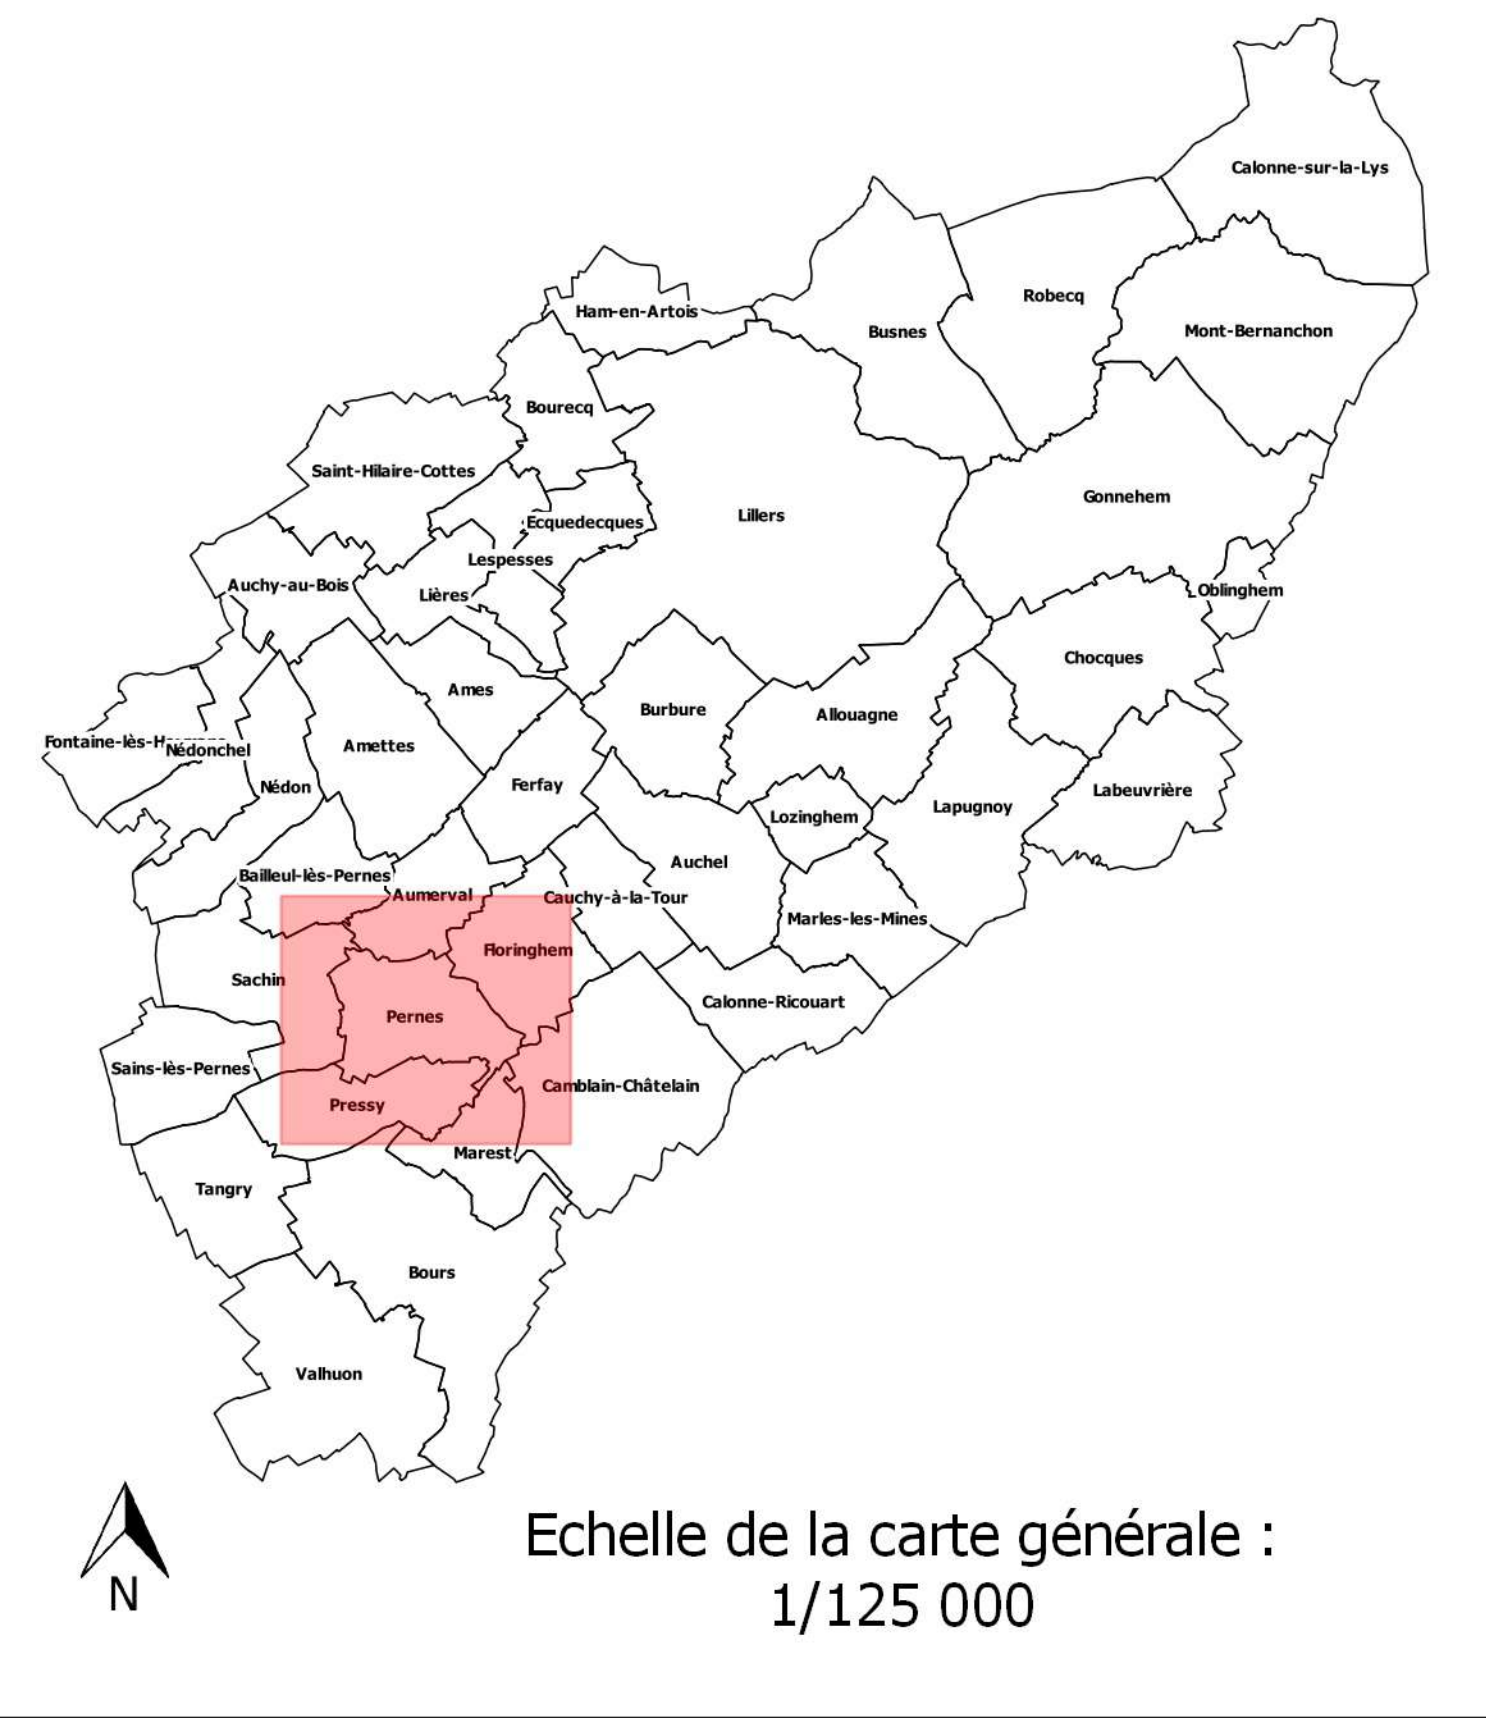 Calonne-sur-la-Lys
Robecq
Ham-en-Artois
Busnes
Mont-Bernanchon
Bourecq
Saint-Hilaire-Cottes
Gonnehem
Lillers
Ecquedecques
Lespesses
Auchy-au-Bois
Lières
Oblinghem
Chocques
Ames
Burbure
Allouagne
Fontaine-lès-H
Nédonchel
Amettes
Nédon
Ferfay
Labeuvrière
Lapugnoy
Lozinghem
Auchel
Bailleul-lès-Pernes
Aumerval
Cauchy-à-la-Tour
Marles-les-Mines
Floringhem
Sachin
Calonne-Ricouart
Pernes
Sains-lès-Pernes
Camblain-Châtelain
Pressy
Marest
Tangry
Bours
Valhuon
Echelle de la carte générale :
1/125 000
N